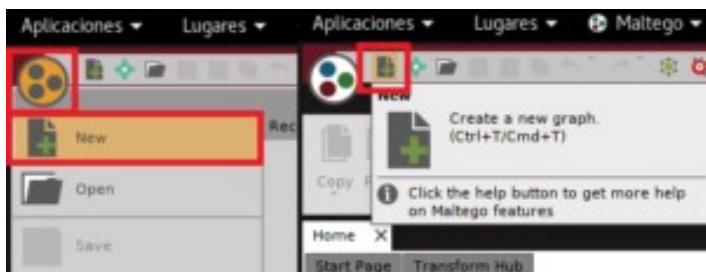 Aplicaciones Lugares
New
Rec
Open
Save
Aplicaciones Lugares Maltego
New
Create a new graph.
(Ctrl+T/Cmd+T)
Copy
Click the help button to get more help
on Maltego features
Home X
Start Page Transform Hub